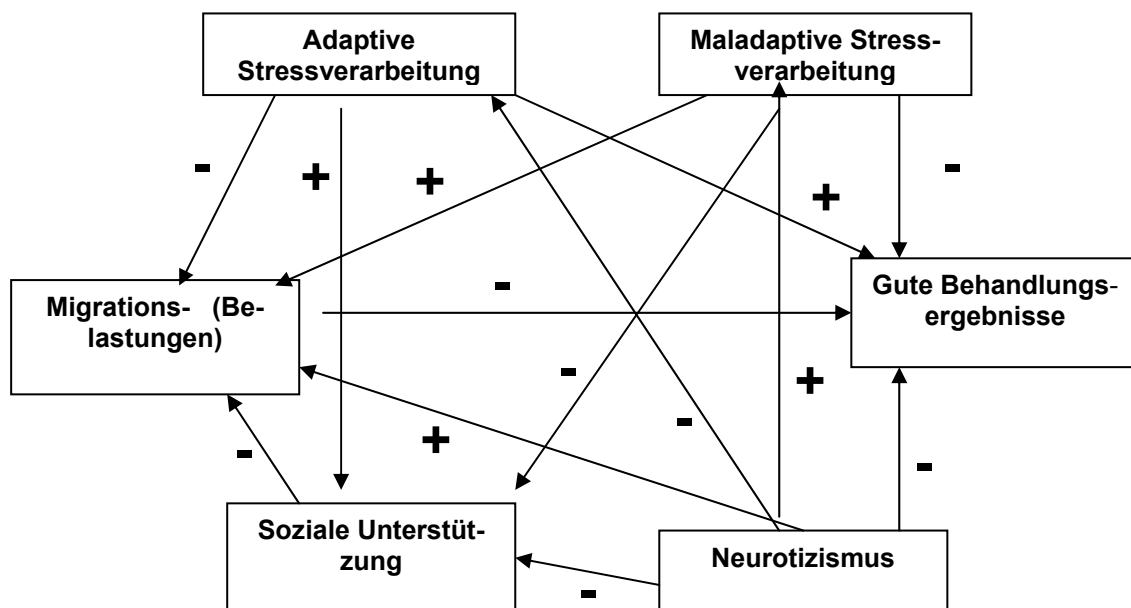 Adaptive
Stressverarbeitung
Maladaptive Stress-
verarbeitung
-
+
+
+
-
Migrations- (Be-
lastungen)
-
Gute Behandlungs-
ergebnisse
-
+
-
+
-
-
Soziale Unterstüt-
zung
Neurotizismus
-